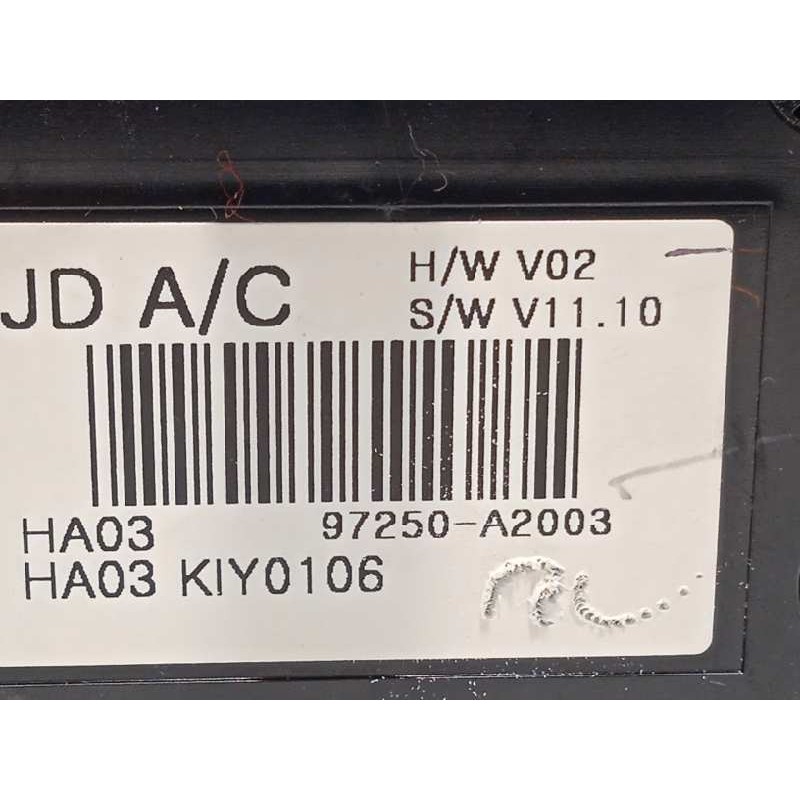 JD A/C
H/W V02
S/W V11.10
HA03 97250-A2003
HA03 KIY0106